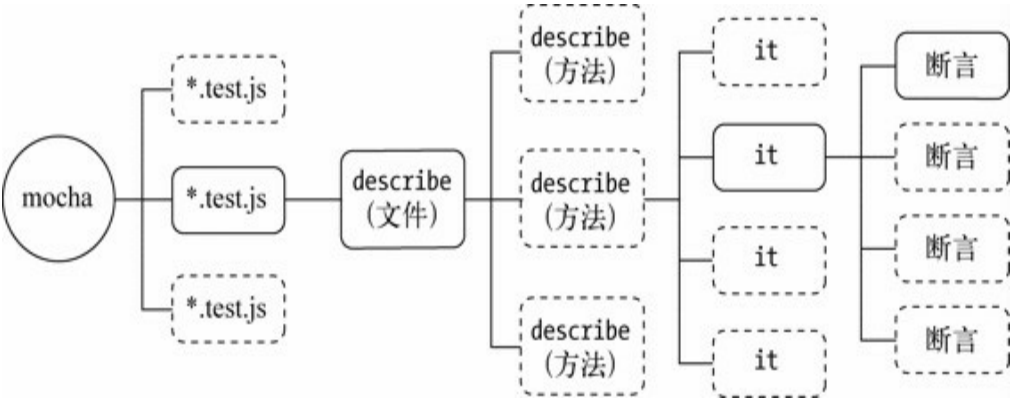 mocha
*.test.js
*.test.js
*.test.js
describe
(文件)
describe
(方法)
describe
(方法)
describe
(方法)
it
it
it
it
断言
断言
断言
断言